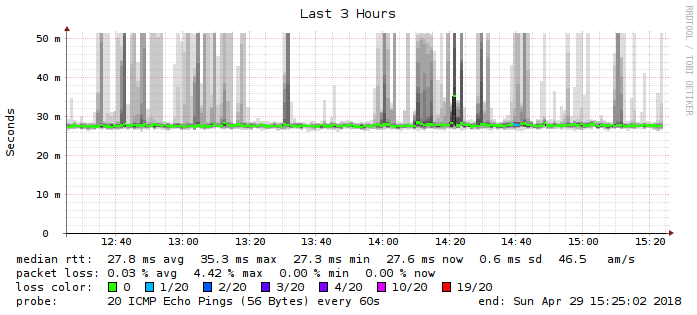 Last 3 Hours
RRDTOOL / TOBI OETIKER
Seconds
50 m
40 m
30 m
20 m
10 m
0
12:40 13:00 13:20 13:40 14:00 14:20 14:40 15:00 15:20
median rtt: 27.8 ms avg 35.3 ms max 27.3 ms min 27.6 ms now 0.6 ms sd 46.5 am/s
packet loss: 0.03 % avg 4.42 % max 0.00 % min 0.00 % now
loss color: 0 1/20 2/20 3/20 4/20 10/20 19/20
probe: 20 ICMP Echo Pings (56 Bytes) every 60s end: Sun Apr 29 15:25:02 2018